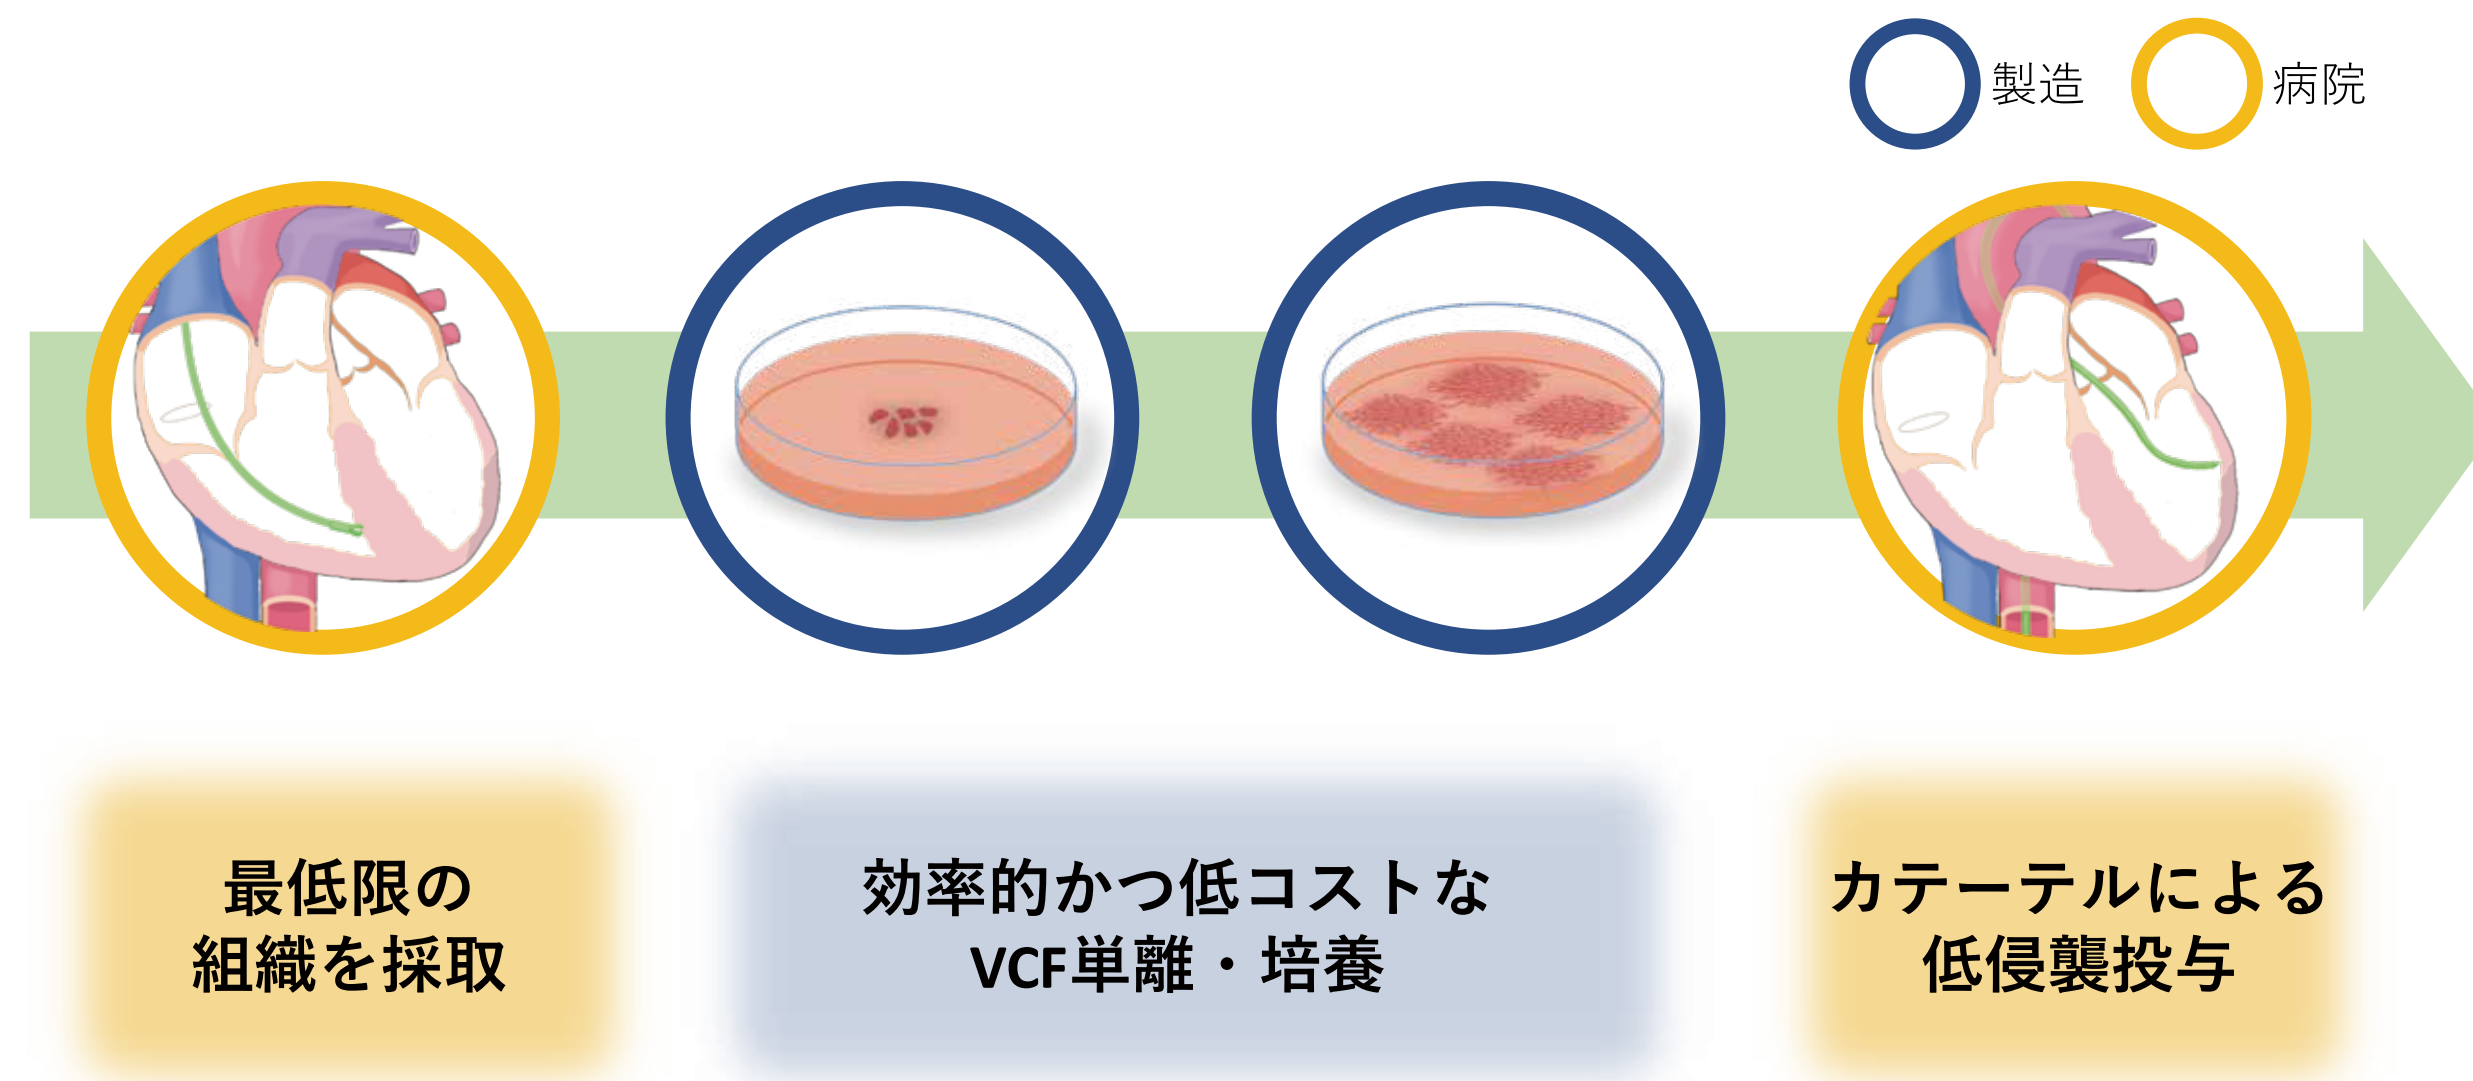 製造
病院
最低限の
組織を採取
効率的かつ低コストな
VCF単離・培養
カテーテルによる
低侵襲投与